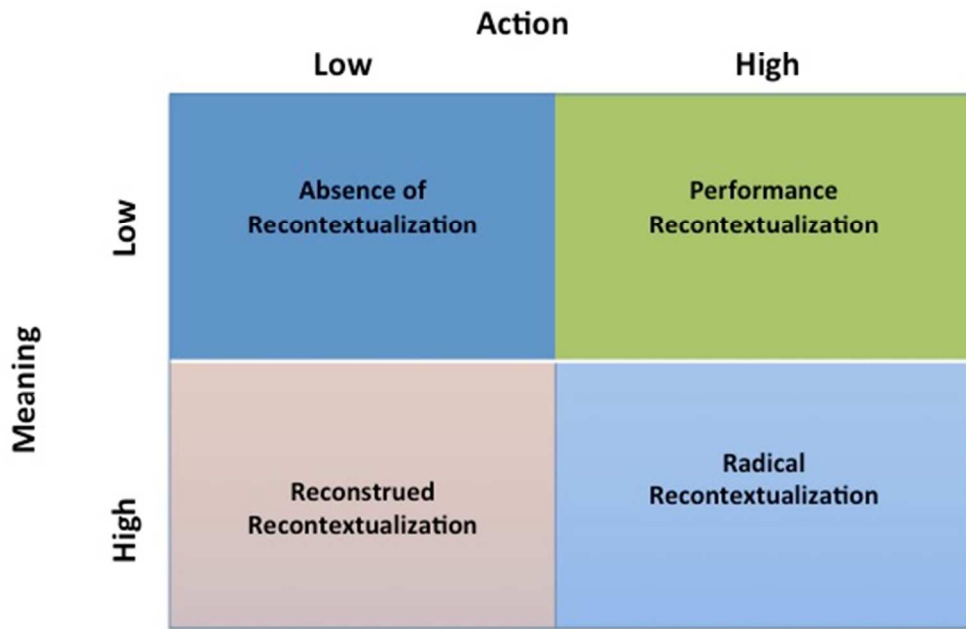 Action
Low
High
Low
Absence of
Recontextualization
Performance
Recontextualization
Meaning
High
Reconstrued
Recontextualization
Radical
Recontextualization